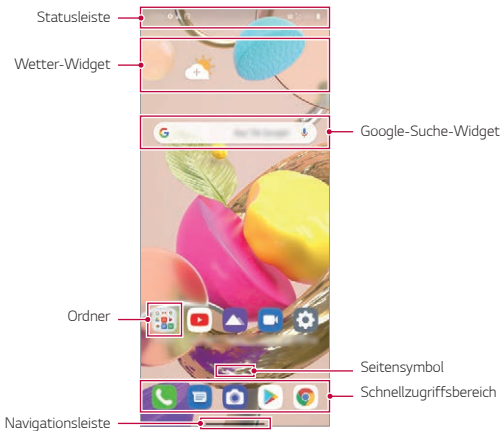 Statusleiste
Wetter-Widget
Google-Suche-Widget
Ordner
Seitensymbol
Schnellzugriffsbereich
Navigationsleiste